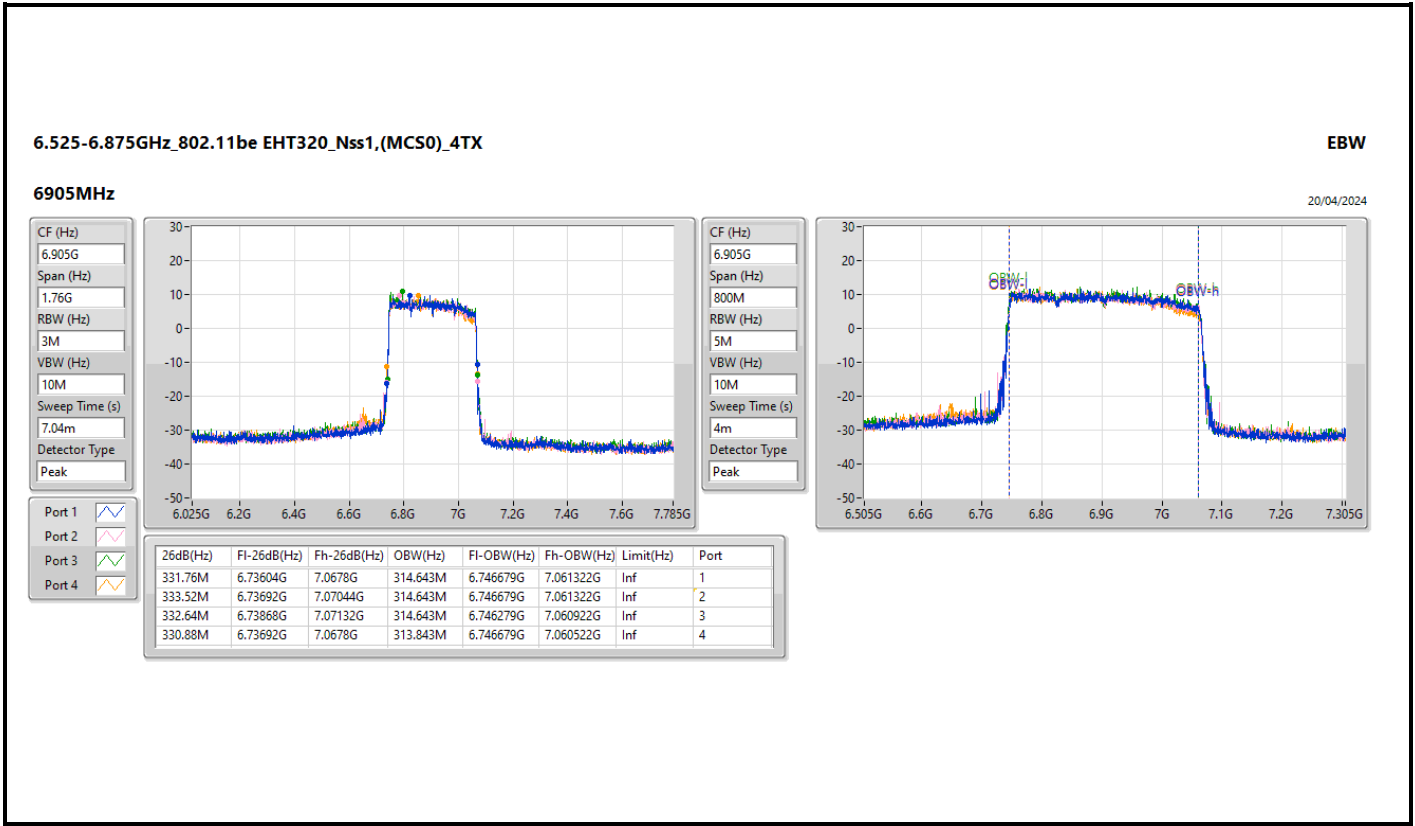 6.525-6.875GHz_802.11be EHT320_Nss1,(MCS0)_4TX
EBW
6905MHz
20/04/2024
CF (Hz)
6.905G
Span (Hz)
1.76G
RBW (Hz)
3M
VBW (Hz)
10M
Sweep Time (s)
7.04m
Detector Type
Peak
30
20
10
0
-10
-20
-30
-40
-50
6.025G 6.2G 6.4G 6.6G 6.8G 7G 7.2G 7.4G 7.6G 7.785G
CF (Hz)
6.905G
Span (Hz)
800M
RBW (Hz)
5M
VBW (Hz)
10M
Sweep Time (s)
4m
Detector Type
Peak
30
20
10
0
-10
-20
-30
-40
-50
OBW-l
OBW-h
6.505G 6.6G 6.7G 6.8G 6.9G 7G 7.1G 7.2G 7.305G
Port 1
Port 2
Port 3
Port 4
26dB(Hz) Fl-26dB(Hz) Fh-26dB(Hz) OBW(Hz) Fl-OBW(Hz) Fh-OBW(Hz) Limit(Hz) Port
331.76M 6.73604G 7.0678G 314.643M 6.746679G 7.061322G Inf 1
333.52M 6.73692G 7.07044G 314.643M 6.746679G 7.061322G Inf 2
332.64M 6.73868G 7.07132G 314.643M 6.746279G 7.060922G Inf 3
330.88M 6.73692G 7.0678G 313.843M 6.746679G 7.060522G Inf 4